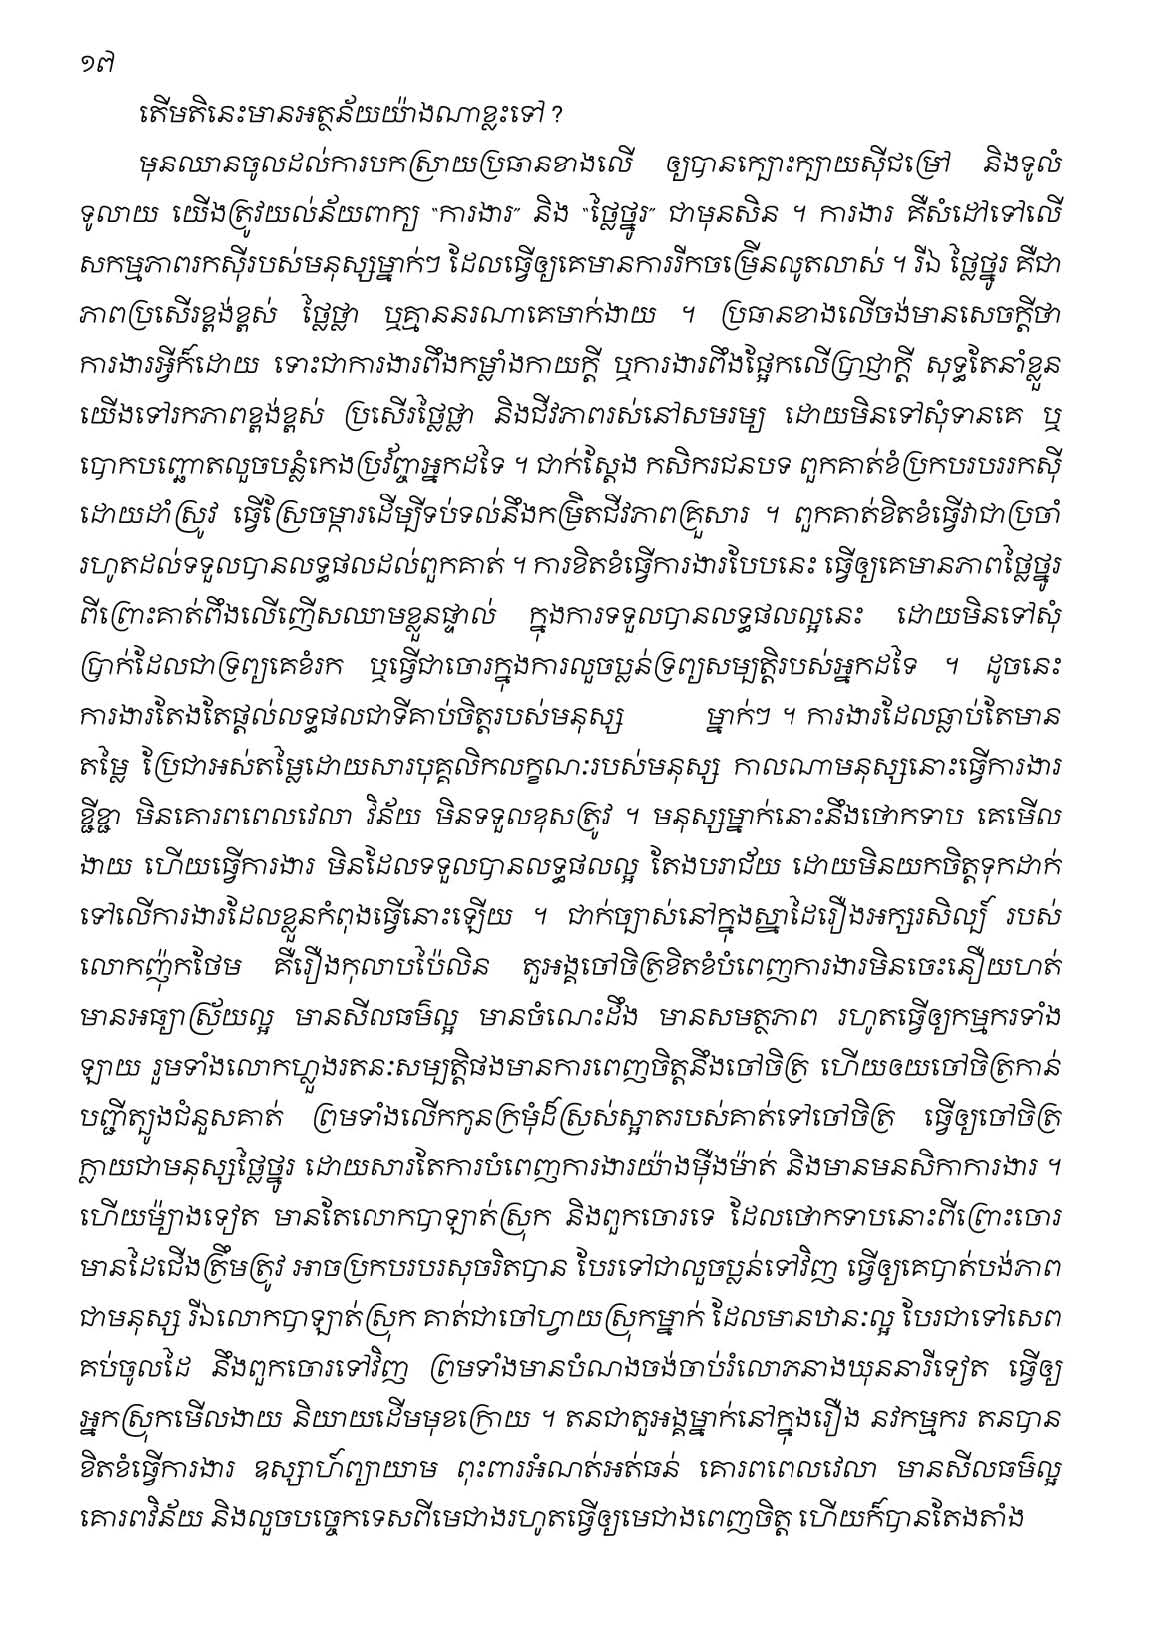 ១៧
តើមតិនេះមានអត្ថន័យយ៉ាងណាខ្លះទៅ ?
មុនឈានចូលដល់ការបកស្រាយប្រធានខាងលើ ឲ្យបានក្បោះក្បាយស៊ីជម្រៅ និងទូលំ
ទូលាយ យើងត្រូវយល់ន័យពាក្យ “ការងារ” និង “ថ្លៃថ្នូរ” ជាមុនសិន ។ ការងារ គឺសំដៅទៅលើ
សកម្មភាពរកស៊ីរបស់មនុស្សម្នាក់ៗ ដែលធ្វើឲ្យគេមានការរីកចម្រើនលូតលាស់ ។ រីឯ ថ្លៃថ្នូរ គឺជា
ភាពប្រសើរខ្ពង់ខ្ពស់ ថ្លៃថ្លា ឬគ្មាននរណាគេមាក់ងាយ ។ ប្រធានខាងលើចង់មានសេចក្តីថា
ការងារអ្វីក៏ដោយ ទោះជាការងារពឹងកម្លាំងកាយក្តី ឬការងារពឹងផ្អែកលើប្រាជ្ញាក្តី សុទ្ធតែនាំខ្លួន
យើងទៅរកភាពខ្ពង់ខ្ពស់ ប្រសើរថ្លៃថ្លា និងជីវភាពរស់នៅសមរម្យ ដោយមិនទៅសុំទានគេ ឬ
បោកបញ្ឆោតលួចបន្លំកេងប្រវ័ញ្ចាអ្នកដទៃ ។ ជាក់ស្តែង កសិករជនបទ ពួកគាត់ខំប្រកបរបររកស៊ី
ដោយដាំស្រូវ ធ្វើស្រែចម្ការដើម្បីទប់ទល់នឹងកម្រិតជីវភាពគ្រួសារ ។ ពួកគាត់ខិតខំធ្វើវាជាប្រចាំ
រហូតដល់ទទួលបានលទ្ធផលដល់ពួកគាត់ ។ ការខិតខំធ្វើការងារបែបនេះ ធ្វើឲ្យគេមានភាពថ្លៃថ្នូរ
ពីព្រោះគាត់ពឹងលើញើសឈាមខ្លួនផ្ទាល់ ក្នុងការទទួលបានលទ្ធផលល្អនេះ ដោយមិនទៅសុំ
ប្រាក់ដែលជាទ្រព្យគេខំរក ឬធ្វើជាចោរក្នុងការលួចប្លន់ទ្រព្យសម្បត្តិរបស់អ្នកដទៃ ។ ដូចនេះ
ការងារតែងតែផ្តល់លទ្ធផលជាទីគាប់ចិត្តរបស់មនុស្ស ម្នាក់ៗ ។ ការងារដែលធ្លាប់តែមាន
តម្លៃ ប្រែជាអស់តម្លៃដោយសារបុគ្គលិកលក្ខណៈរបស់មនុស្ស កាលណាមនុស្សនោះធ្វើការងារ
ខ្ជីខ្ជា មិនគោរពពេលវេលា វិន័យ មិនទទួលខុសត្រូវ ។ មនុស្សម្នាក់នោះនឹងថោកទាប គេមើល
ងាយ ហើយធ្វើការងារ មិនដែលទទួលបានលទ្ធផលល្អ តែងបរាជ័យ ដោយមិនយកចិត្តទុកដាក់
ទៅលើការងារដែលខ្លួនកំពុងធ្វើនោះឡើយ ។ ជាក់ច្បាស់នៅក្នុងស្នាដៃរឿងអក្សរសិល្ប៍ របស់
លោកញ៉ុកថែម គឺរឿងកុលាបប៉ៃលិន តួអង្គចៅចិត្រខិតខំបំពេញការងារមិនចេះនឿយហត់
មានអធ្យាស្រ័យល្អ មានសីលធម៌ល្អ មានចំណេះដឹង មានសមត្ថភាព រហូតធ្វើឲ្យកម្មករទាំង
ឡាយ រួមទាំងលោកហ្លួងរតនៈសម្បត្តិផងមានការពេញចិត្តនឹងចៅចិត្រ ហើយឲយចៅចិត្រកាន់
បញ្ជីត្បូងជំនួសគាត់ ព្រមទាំងលើកកូនក្រមុំដ៏ស្រស់ស្អាតរបស់គាត់ទៅចៅចិត្រ ធ្វើឲ្យចៅចិត្រ
ក្លាយជាមនុស្សថ្លៃថ្នូរ ដោយសារតែការបំពេញការងារយ៉ាងម៉ឺងម៉ាត់ និងមានមនសិកាការងារ ។
ហើយម៉្យាងទៀត មានតែលោកបាឡាត់ស្រុក និងពួកចោរទេ ដែលថោកទាបនោះពីព្រោះចោរ
មានដៃជើងត្រឹមត្រូវ អាចប្រកបរបរសុចរិតបាន បែរទៅជាលួចប្លន់ទៅវិញ ធ្វើឲ្យគេបាត់បង់ភាព
ជាមនុស្ស រីឯលោកបាឡាត់ស្រុក គាត់ជាចៅហ្វាយស្រុកម្នាក់ ដែលមានឋានៈល្អ បែរជាទៅសេព
គប់ចូលដៃ នឹងពួកចោរទៅវិញ ព្រមទាំងមានបំណងចង់ចាប់រំលោភនាងឃុននារីទៀត ធ្វើឲ្យ
អ្នកស្រុកមើលងាយ និយាយដើមមុខក្រោយ ។ តនជាតួអង្គម្នាក់នៅក្នុងរឿង នវកម្មករ តនបាន
ខិតខំធ្វើការងារ ឧស្សាហ៍ព្យាយាម ពុះពារអំណត់អត់ធន់ គោរពពេលវេលា មានសីលធម៌ល្អ
គោរពវិន័យ និងលួចបច្ចេកទេសពីមេជាងរហូតធ្វើឲ្យមេជាងពេញចិត្ត ហើយក៏បានតែងតាំង